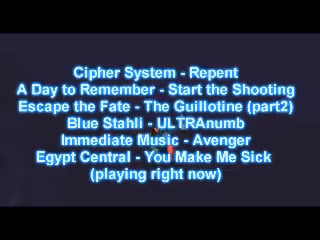 Cipher System - Repent
A Day to Remember - Start the Shooting
Escape the Fate - The Guillotine (part2)
Blue Stahli - ULTRAnumb
Immediate Music - Avenger
Egypt Central - You Make Me Sick
(playing right now)